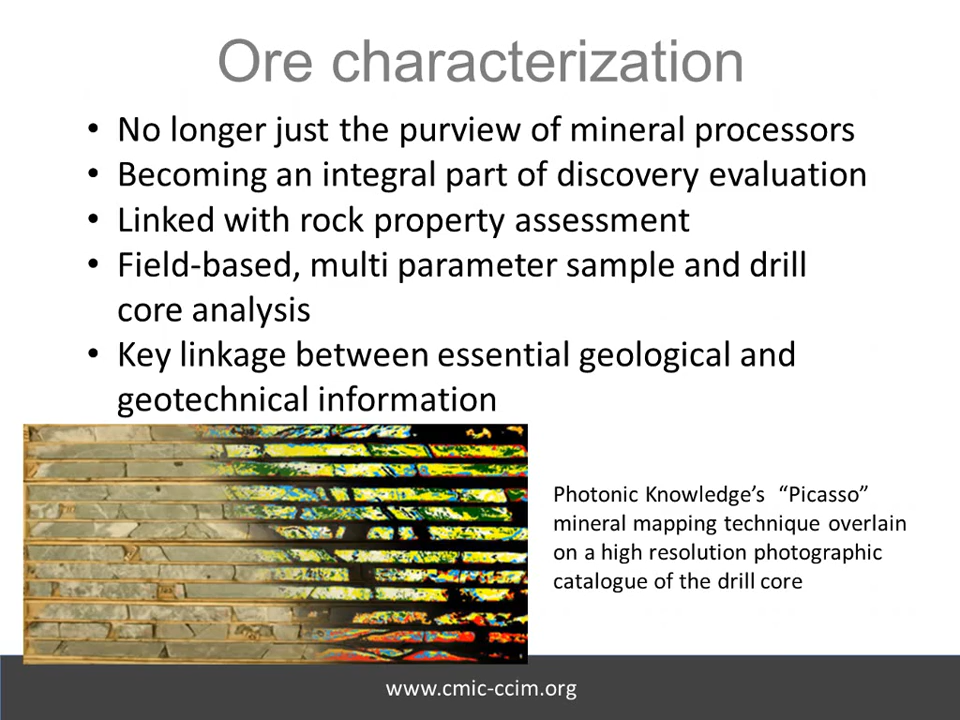 Ore characterization
• No longer just the purview of mineral processors
• Becoming an integral part of discovery evaluation
• Linked with rock property assessment
• Field-based, multi parameter sample and drill
core analysis
• Key linkage between essential geological and
geotechnical information
Photonic Knowledge’s “Picasso”
mineral mapping technique overlain
on a high resolution photographic
catalogue of the drill core
www.cmic-ccim.org